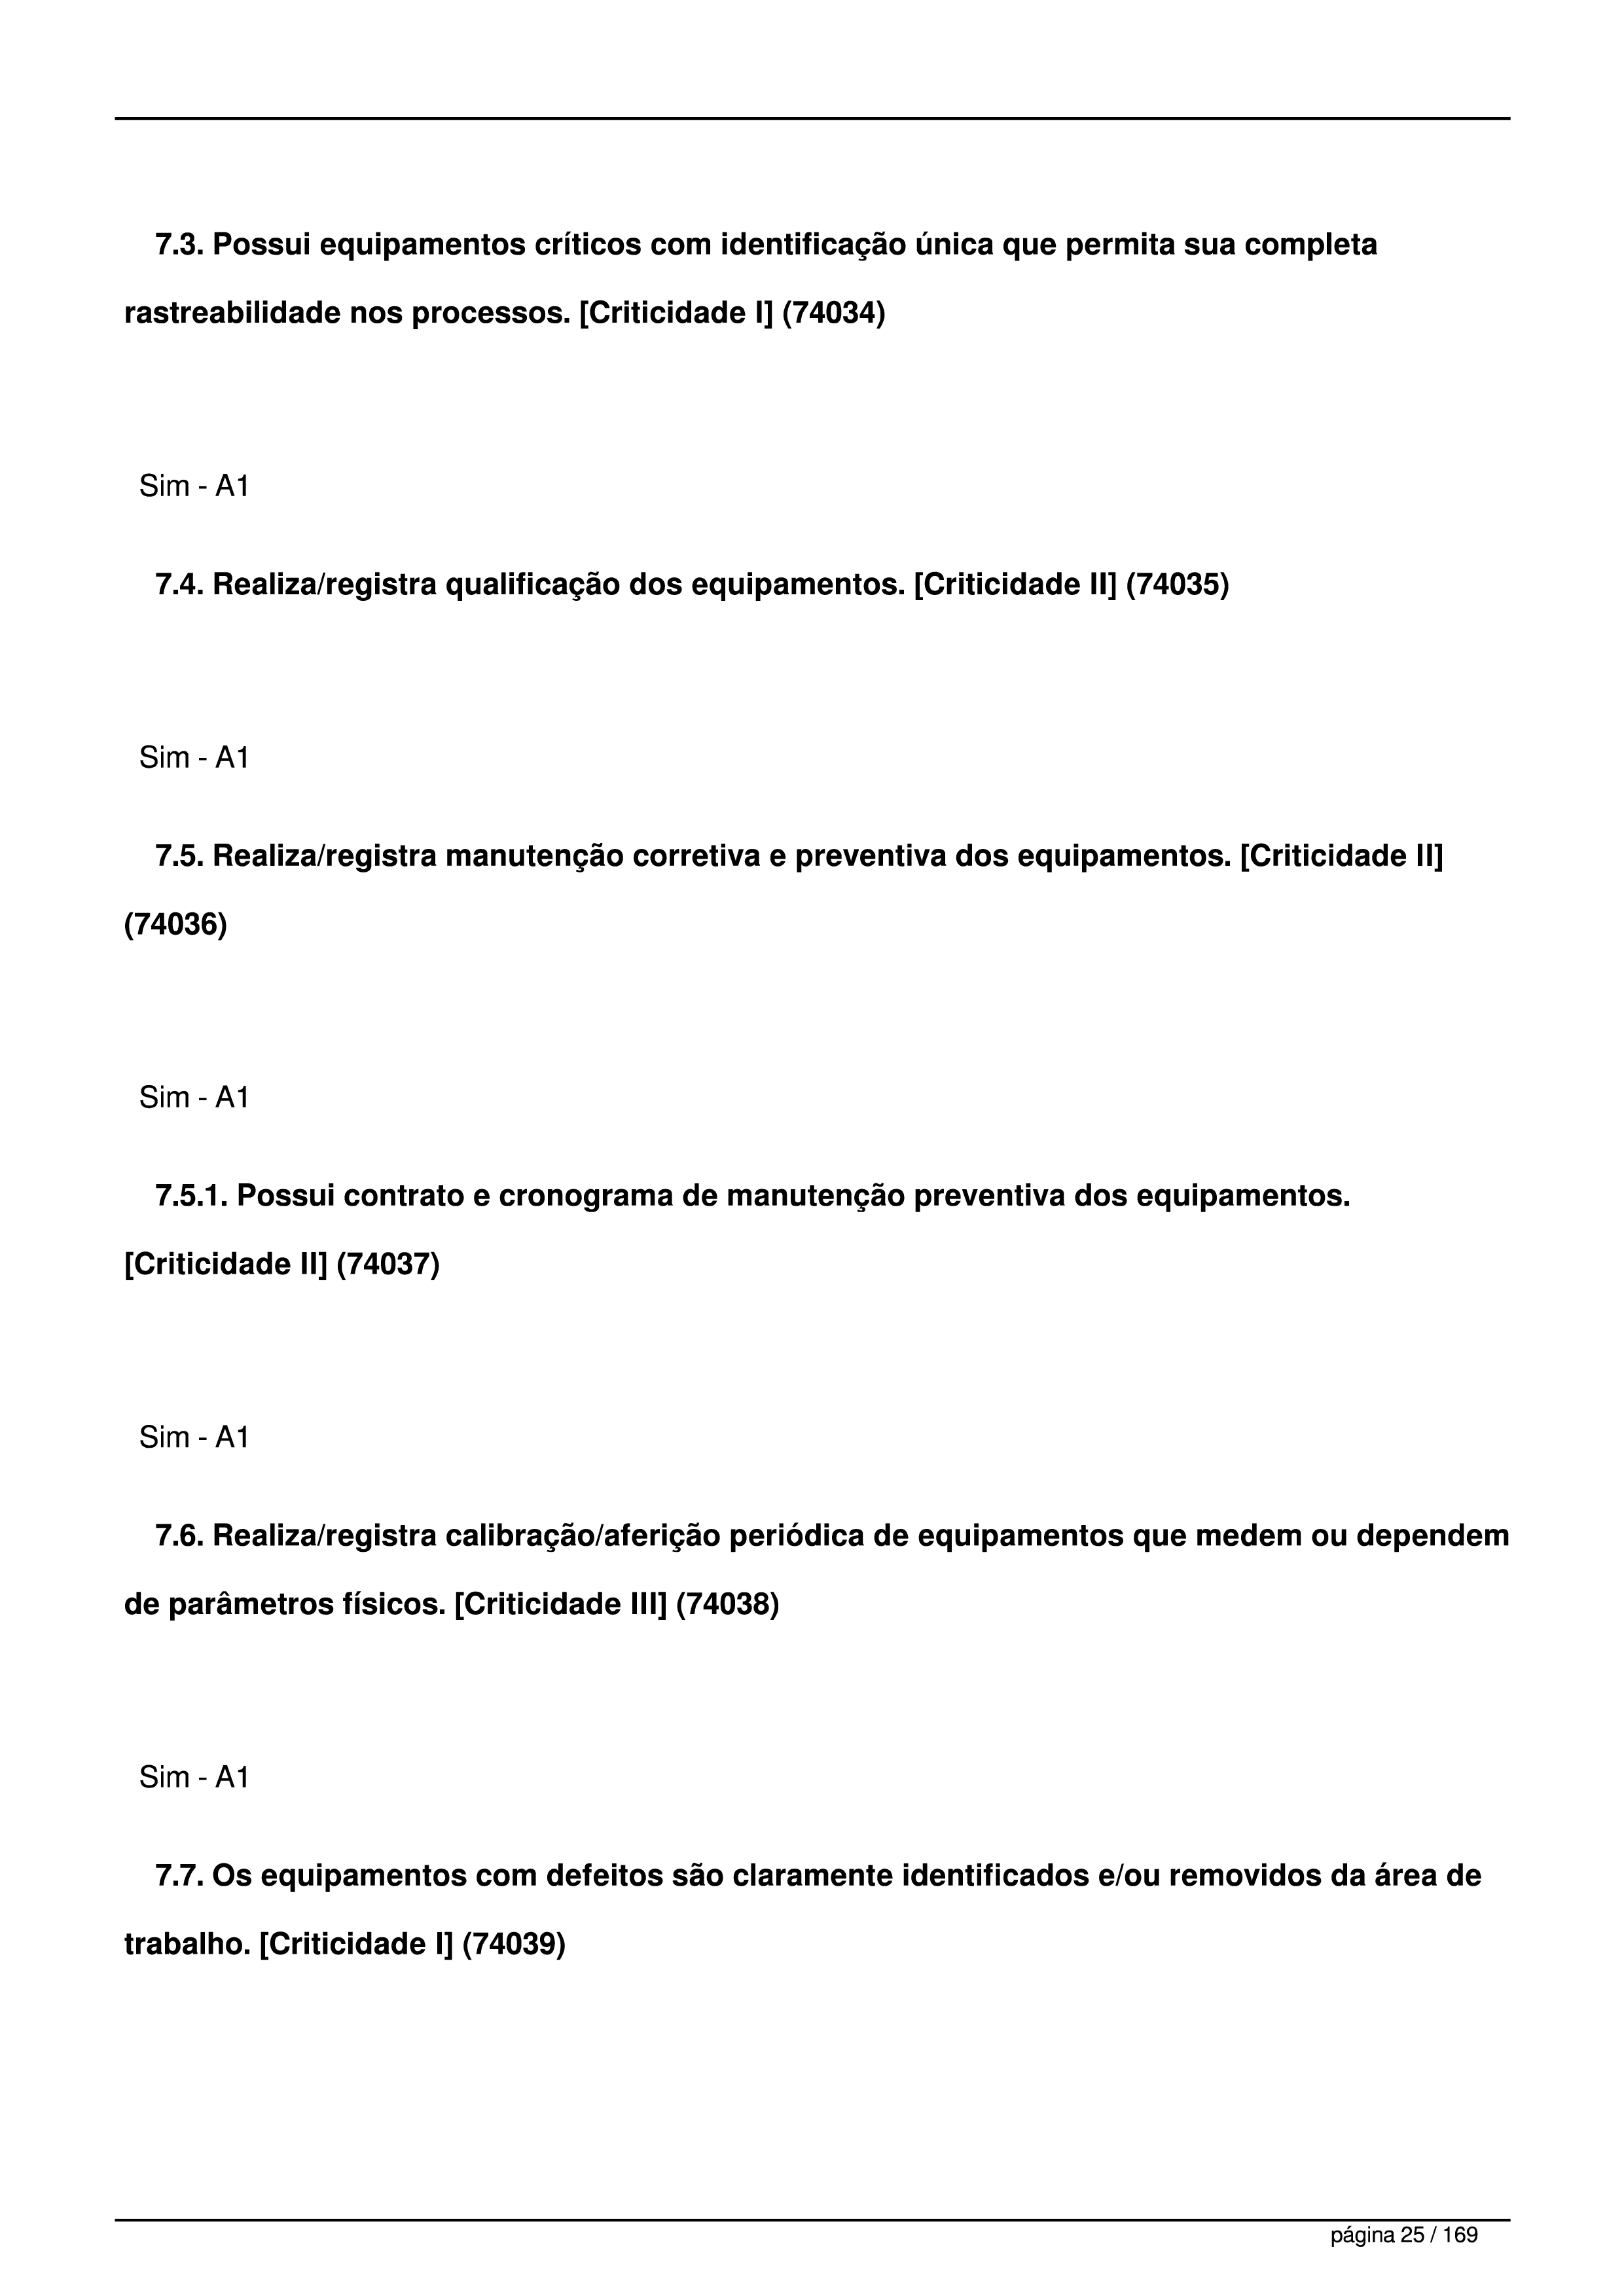 7.3. Possui equipamentos críticos com identificação única que permita sua completa
rastreabilidade nos processos. [Criticidade I] (74034)
Sim - A1
7.4. Realiza/registra qualificação dos equipamentos. [Criticidade II] (74035)
Sim - A1
7.5. Realiza/registra manutenção corretiva e preventiva dos equipamentos. [Criticidade II]
(74036)
Sim - A1
7.5.1. Possui contrato e cronograma de manutenção preventiva dos equipamentos.
[Criticidade II] (74037)
Sim - A1
7.6. Realiza/registra calibração/aferição periódica de equipamentos que medem ou dependem
de parâmetros físicos. [Criticidade III] (74038)
Sim - A1
7.7. Os equipamentos com defeitos são claramente identificados e/ou removidos da área de
trabalho. [Criticidade I] (74039)
página 25 / 169